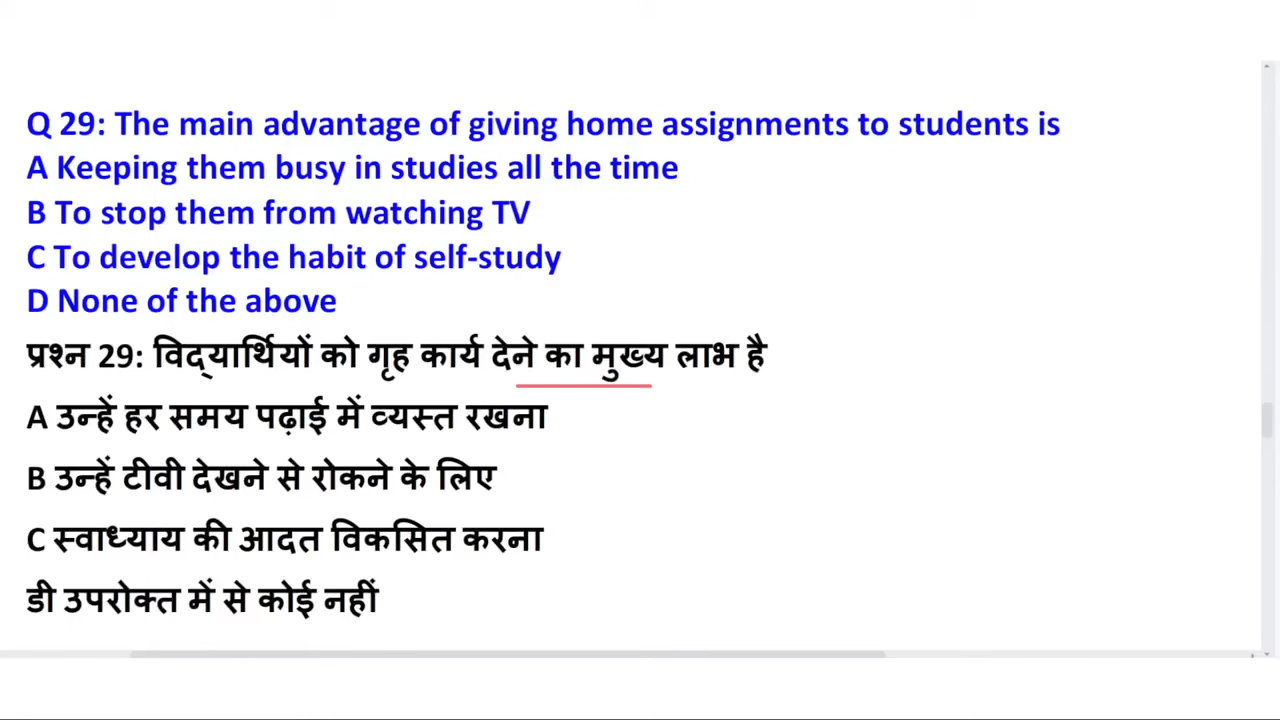 Q 29: The main advantage of giving home assignments to students is
A Keeping them busy in studies all the time
B To stop them from watching TV
C To develop the habit of self-study
D None of the above
प्रश्न 29: विद्यार्थियों को गृह कार्य देने का मुख्य लाभ है
A उन्हें हर समय पढ़ाई में व्यस्त रखना
B उन्हें टीवी देखने से रोकने के लिए
C स्वाध्याय की आदत विकसित करना
डी उपरोक्त में से कोई नहीं